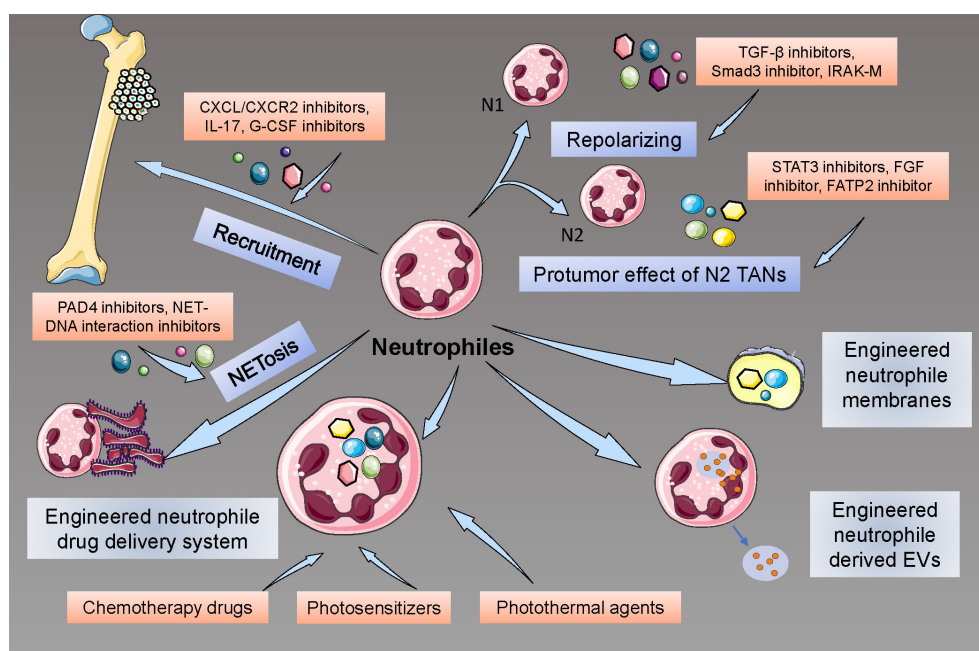 CXCL/CXCR2 inhibitors,
IL-17, G-CSF inhibitors
Recruitment
N1
TGF-β inhibitors,
Smad3 inhibitor, IRAK-M
Repolarizing
N2
STAT3 inhibitors, FGF
inhibitor, FATP2 inhibitor
Protumor effect of N2 TANs
PAD4 inhibitors, NET-
DNA interaction inhibitors
NETosis
Neutrophiles
Engineered
neutrophile
membranes
Engineered neutrophile
drug delivery system
Engineered
neutrophile
derived EVs
Chemotherapy drugs
Photosensitizers
Photothermal agents